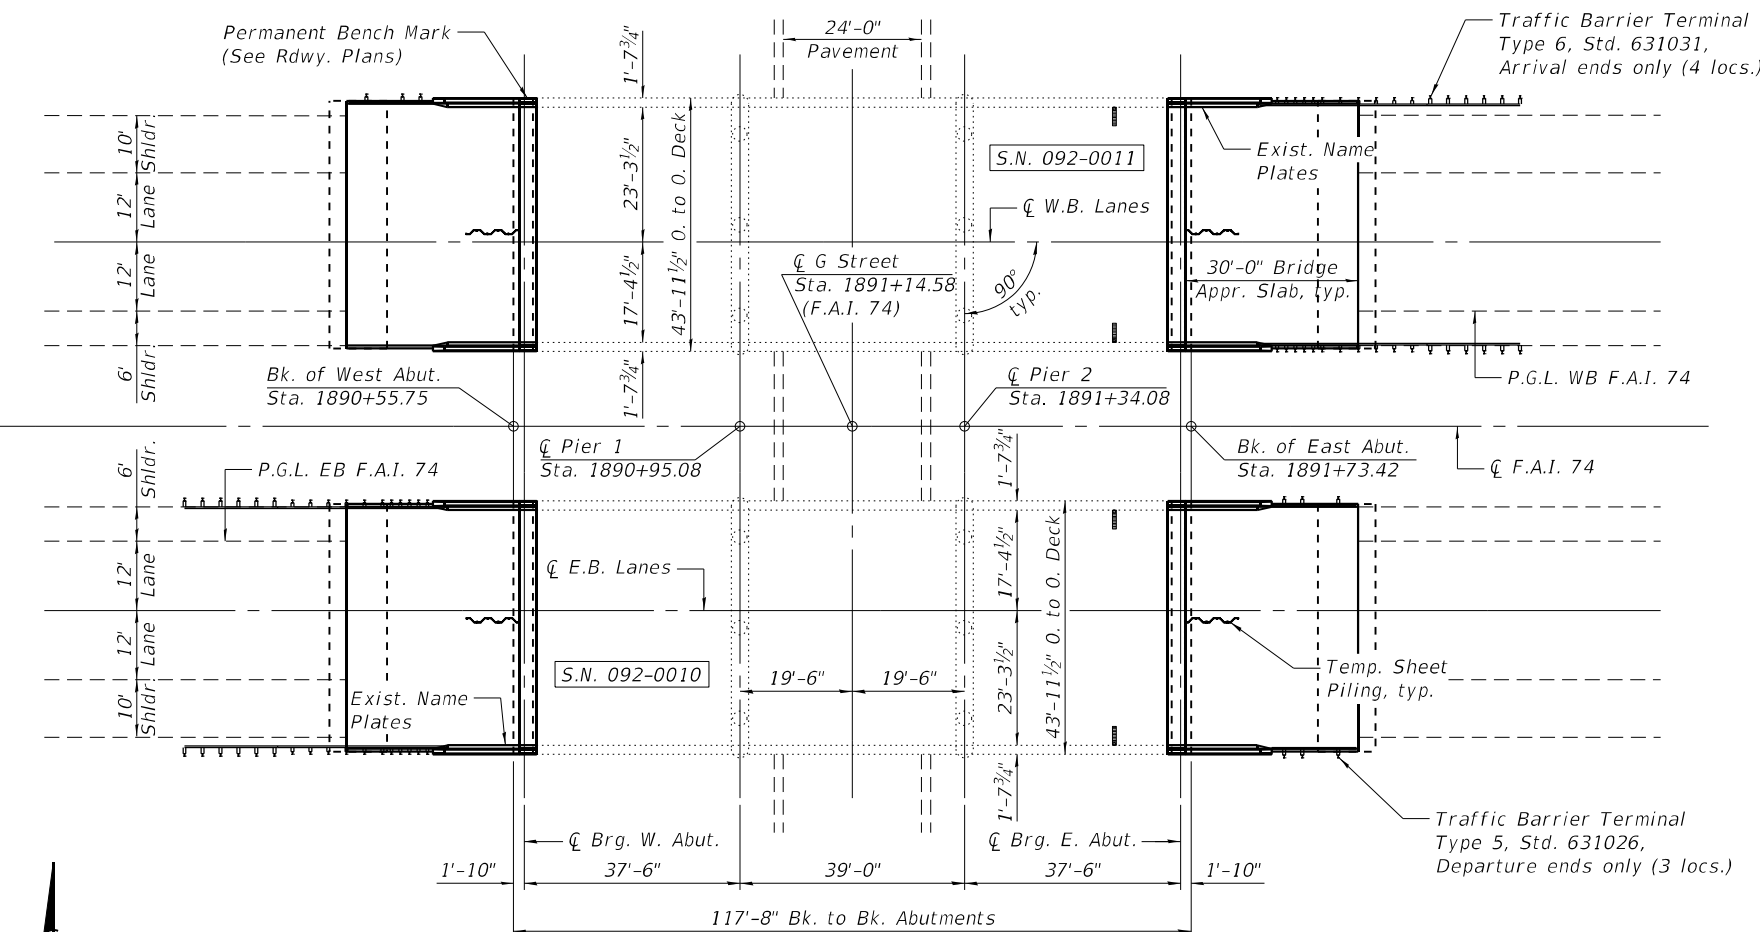 Permanent Bench Mark
(See Rdwy. Plans)
24'-0"
Pavement
Traffic Barrier Terminal
Type 6, Std. 631031,
Arrival ends only (4 locs.)
1'-7¾"
10'
Shldr.
12'
Lane
12'
Lane
6'
Shldr.
23'-3½"
17'-4½"
43'-11½" O. to O. Deck
1'-7¾"
S.N. 092-0011
Exist. Name
Plates
℄ W.B. Lanes
℄ G Street
Sta. 1891+14.58
(F.A.I. 74)
90°
typ.
30'-0" Bridge
Appr. Slab, typ.
Bk. of West Abut.
Sta. 1890+55.75
℄ Pier 2
Sta. 1891+34.08
P.G.L. WB F.A.I. 74
℄ Pier 1
Sta. 1890+95.08
Bk. of East Abut.
Sta. 1891+73.42
℄ F.A.I. 74
P.G.L. EB F.A.I. 74
6'
Shldr.
12'
Lane
12'
Lane
10'
Shldr.
1'-7¾"
17'-4½"
23'-3½"
43'-11½" O. to O. Deck
1'-7¾"
℄ E.B. Lanes
S.N. 092-0010
19'-6"
19'-6"
Exist. Name
Plates
Temp. Sheet
Piling, typ.
Traffic Barrier Terminal
Type 5, Std. 631026,
Departure ends only (3 locs.)
℄ Brg. W. Abut.
℄ Brg. E. Abut.
1'-10"
37'-6"
39'-0"
37'-6"
1'-10"
117'-8" Bk. to Bk. Abutments